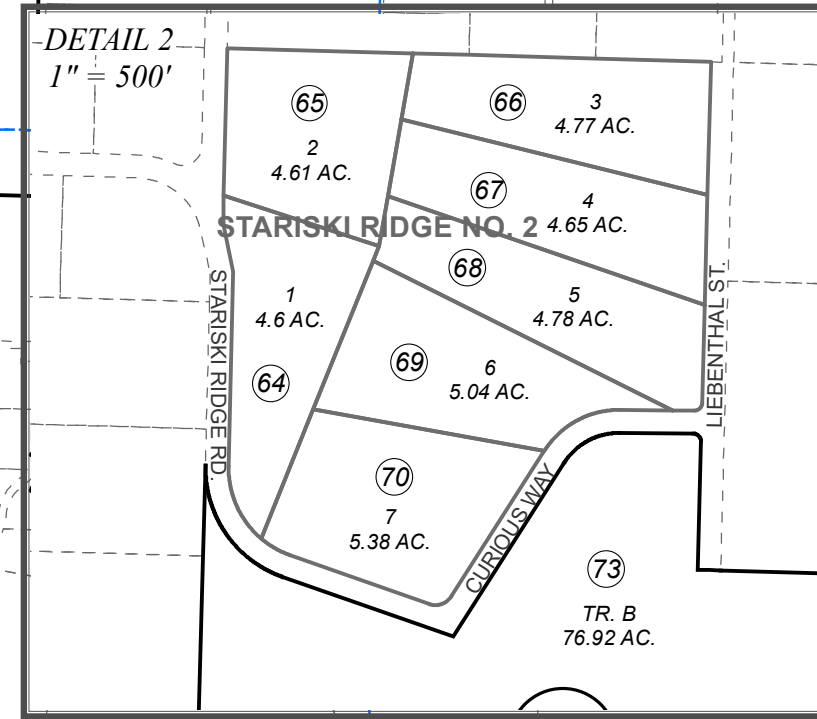 DETAIL 2
1" = 500'
65
2
4.61 AC.
66
3
4.77 AC.
67
4
4.65 AC.
STARISKI RIDGE NO. 2
68
5
4.78 AC.
1
4.6 AC.
64
69
6
5.04 AC.
STARISKI RIDGE RD.
LIEBENTHAL ST.
70
7
5.38 AC.
CURIOUS WAY
73
TR. B
76.92 AC.